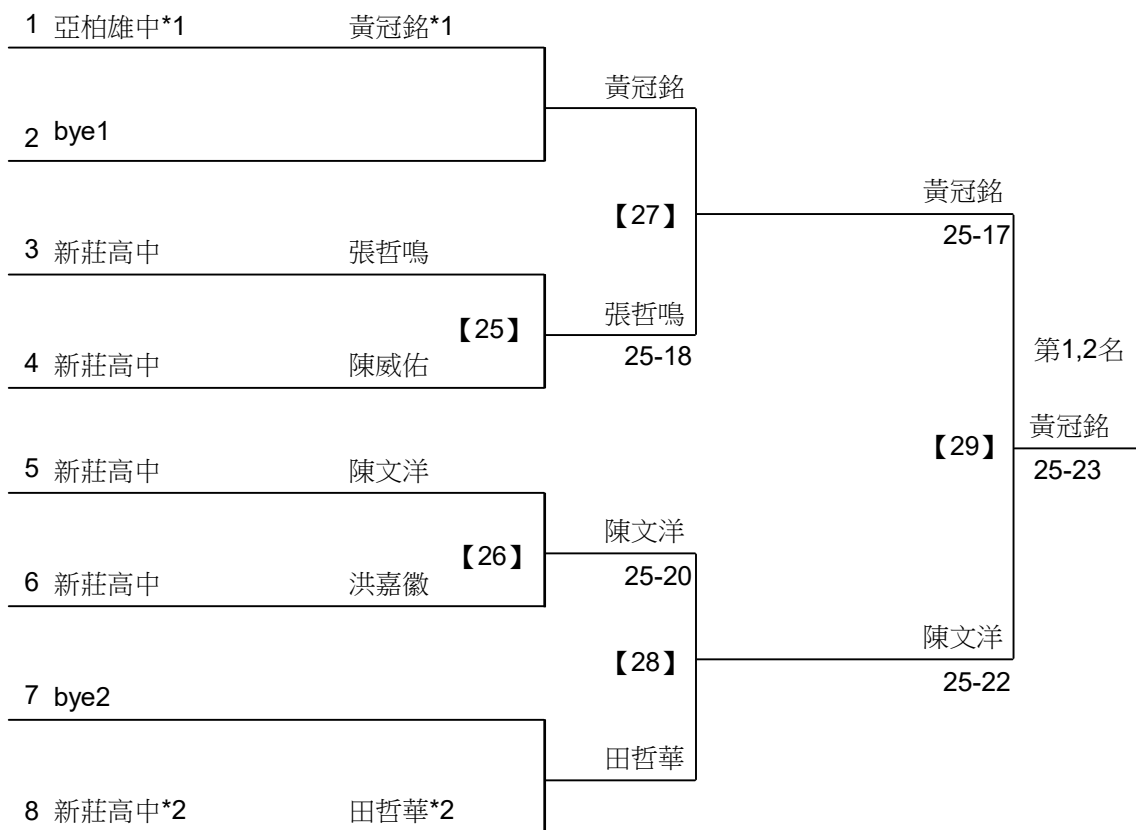 1 亞柏雄中*1 黃冠銘*1
黃冠銘
2 bye1
黃冠銘
【27】
25-17
3 新莊高中 張哲鳴
張哲鳴
【25】
25-18
第1,2名
4 新莊高中 陳威佑
黃冠銘
【29】
5 新莊高中 陳文洋
25-23
陳文洋
【26】
25-20
6 新莊高中 洪嘉徽
陳文洋
【28】
25-22
7 bye2
田哲華
8 新莊高中*2 田哲華*2